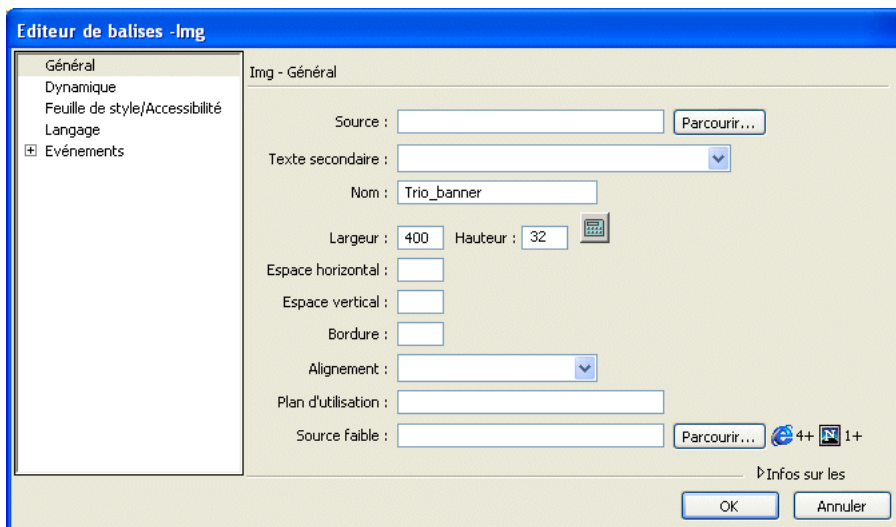 Editeur de balises -Img
Général
Dynamique
Feuille de style/Accessibilité
Langage
Evénements
Img - Général
Source : Parcourir...
Texte secondaire :
Nom : Trio_banner
Largeur : 400 Hauteur : 32
Espace horizontal :
Espace vertical :
Bordure :
Alignement :
Plan d'utilisation :
Source faible : Parcourir... 4+ N 1+
Infos sur les
OK Annuler